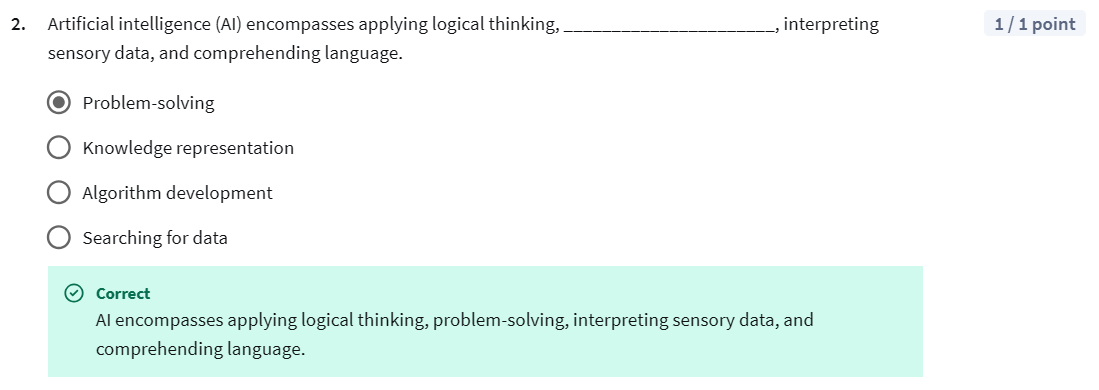 2. Artificial intelligence (AI) encompasses applying logical thinking, ______________________, interpreting 1 / 1 point
sensory data, and comprehending language.
Problem-solving
Knowledge representation
Algorithm development
Searching for data
Correct
AI encompasses applying logical thinking, problem-solving, interpreting sensory data, and
comprehending language.